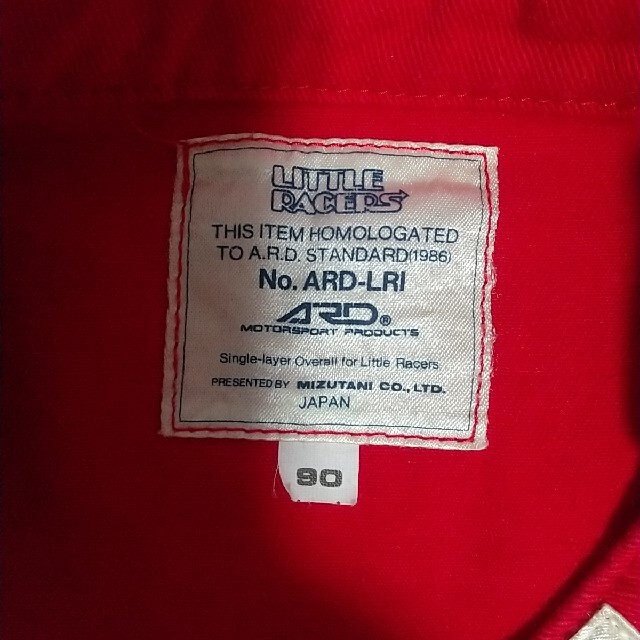 LITTLE
RACERS
THIS ITEM HOMOLOGATED
TO A.R.D. STANDARD(1986)
No. ARD-LRI
ARD®
MOTORSPORT PRODUCTS
Single-layer Overall for Little Racers
PRESENTED BY MIZUTANI CO., LTD.
JAPAN
90